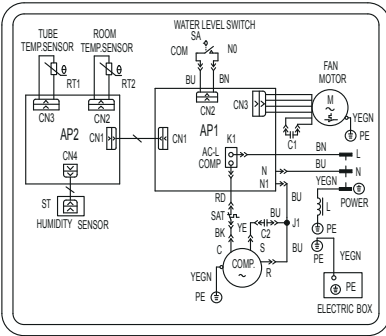 TUBE
TEMP.SENSOR
ROOM
TEMP.SENSOR
WATER LEVEL SWITCH
SA
COM
N0
RT1
RT2
BU
BN
FAN
MOTOR
CN3
CN2
CN2
CN3
M
AP2
CN1
CN1
AP1
K1
C1
YEGN
PE
CN4
AC-L
COMP
BN
L
N
BU
N
N1
ST
HUMIDITY SENSOR
RD
BU
YEGN
POWER
L
SAT
BU
BK
YE
C2
J1
PE
C
S
BU
PE
YEGN
COMP.
R
YEGN
PE
PE
ELECTRIC BOX